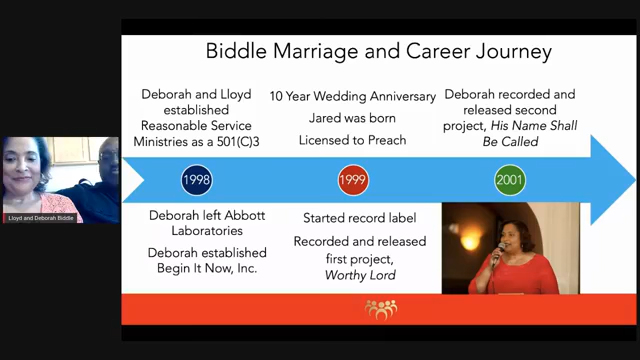 Biddle Marriage and Career Journey
Deborah and Lloyd
established
Reasonable Service
Ministries as a 501(C)3
10 Year Wedding Anniversary
Jared was born
Licensed to Preach
Deborah recorded and
released second
project, His Name Shall
Be Called
1998
1999
2001
Deborah left Abbott
Laboratories
Deborah established
Begin It Now, Inc.
Started record label
Recorded and released
first project,
Worthy Lord
Lloyd and Deborah Biddle